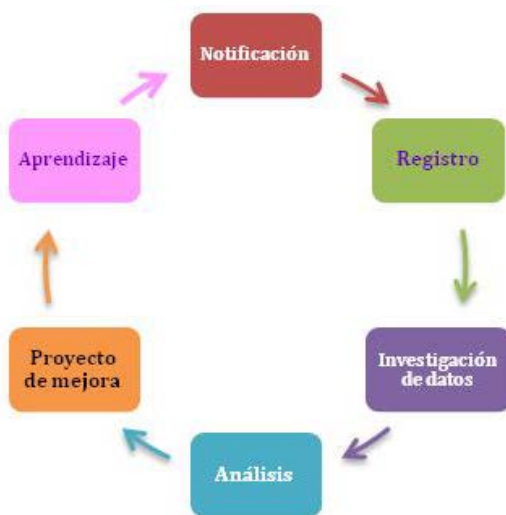 Notificación
Registro
Investigación
de datos
Análisis
Proyecto
de mejora
Aprendizaje